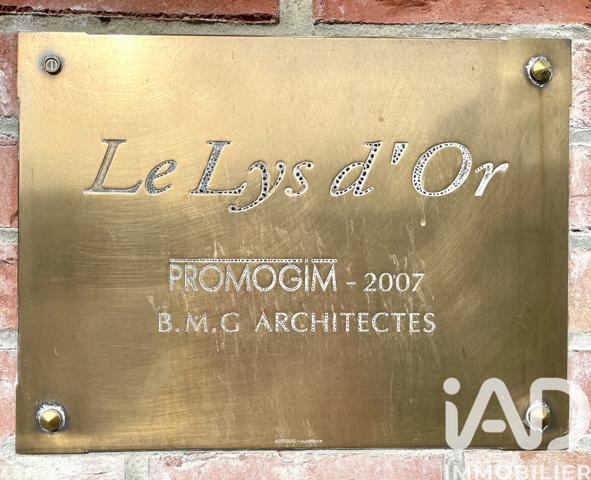 Le Lys d'Or
PROMOGIM - 2007
B.M.G ARCHITECTES
iAD
IMMOBILIER